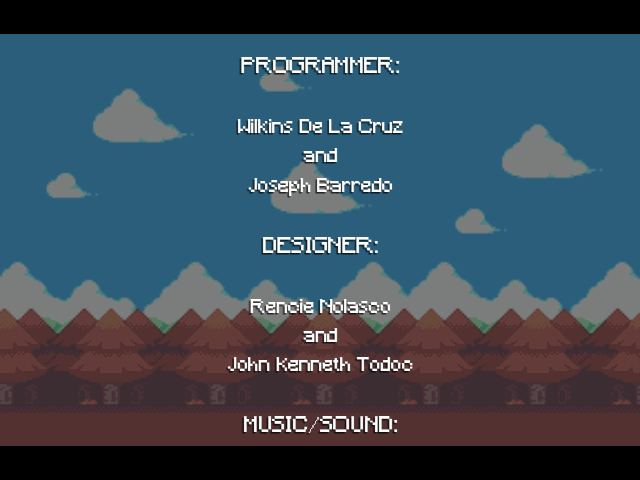 PROGRAMMER:
Wilkins De La Cruz
and
Joseph Barredo
DESIGNER:
Rencie Nolasco
and
John Kenneth Todoc
MUSIC/SOUND: